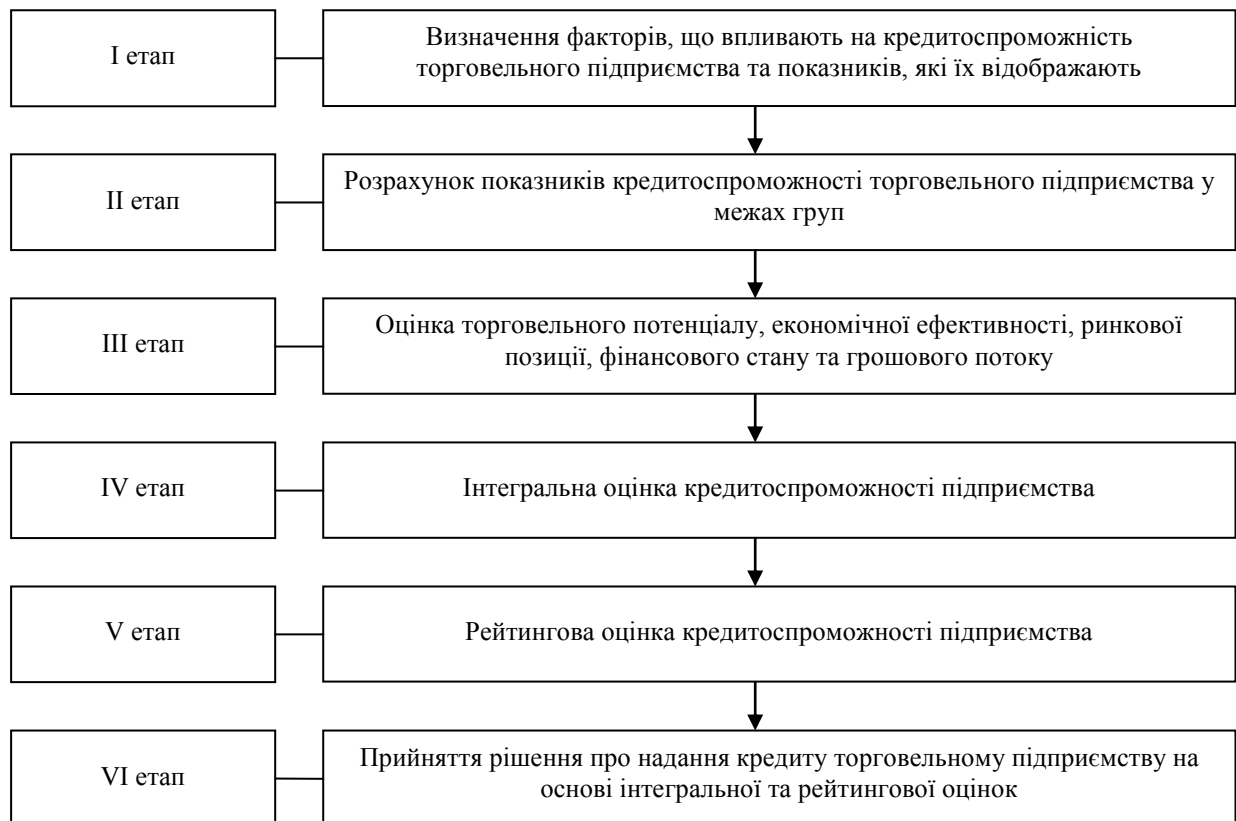 I етап
Визначення факторів, що впливають на кредитоспроможність
торговельного підприємства та показників, які їх відображають
II етап
Розрахунок показників кредитоспроможності торговельного підприємства у
межах груп
III етап
Оцінка торговельного потенціалу, економічної ефективності, ринкової
позиції, фінансового стану та грошового потоку
IV етап
Інтегральна оцінка кредитоспроможності підприємства
V етап
Рейтингова оцінка кредитоспроможності підприємства
VI етап
Прийняття рішення про надання кредиту торговельному підприємству на
основі інтегральної та рейтингової оцінок